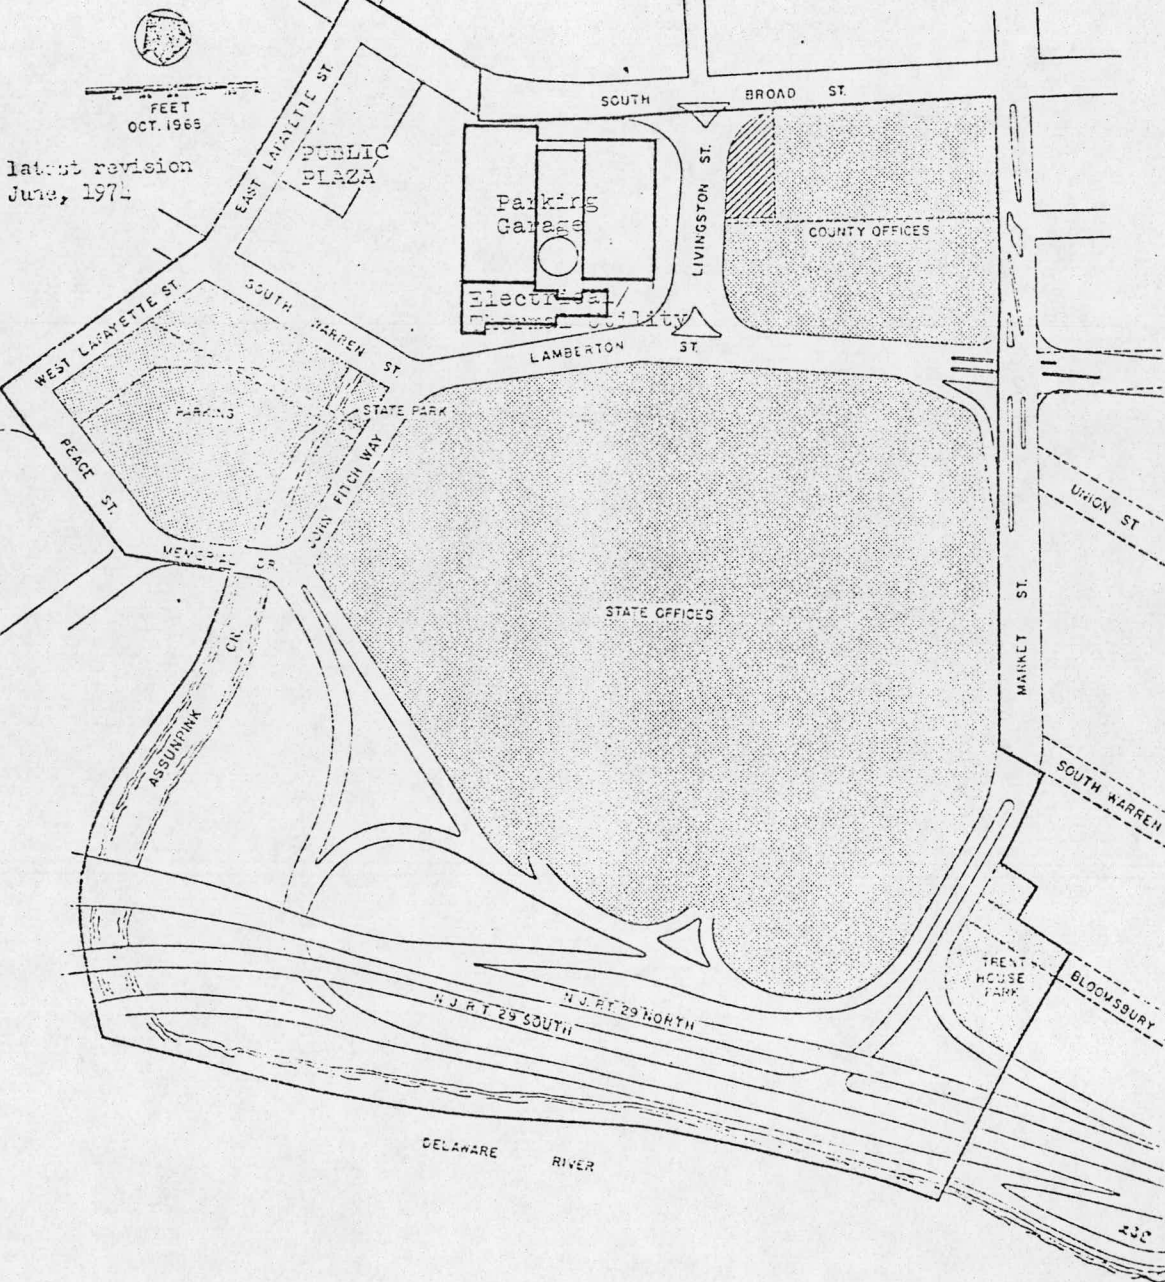 FEET
OCT. 1965
latest revision
June, 1974
EAST LAFAYETTE ST.
PUBLIC
PLAZA
SOUTH BROAD ST.
LIVINGSTON ST.
Parking
Garage
COUNTY OFFICES
Electrical/
Thermal Utility
WEST LAFAYETTE ST.
SOUTH WARREN ST.
LAMBERTON ST.
PARKING
STATE PARK
PEACE ST.
JOHN FITCH WAY
MEMORIAL DR.
UNION ST
STATE OFFICES
MARKET ST.
ASSUNPINK CR.
SOUTH WARREN
TRENT
HOUSE
PARK
BLOOMSBURY
N J. RT. 29 NORTH
N J. RT. 29 SOUTH
DELAWARE RIVER